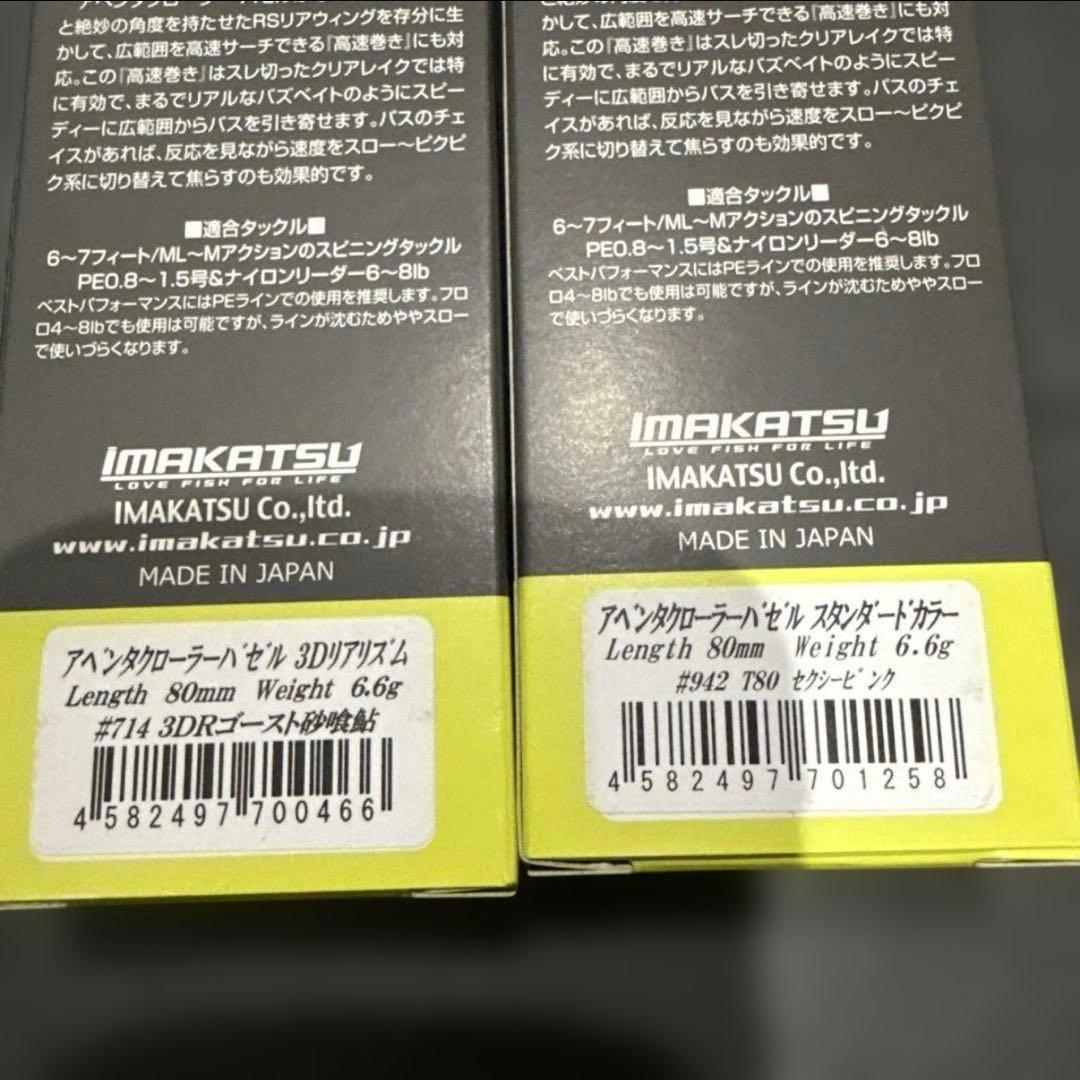 と絶妙の角度を持たせたRSリアウィングを存分に生
かして、広範囲を高速サーチできる『高速巻き』にも対
応。この『高速巻き』はスレ切ったクリアレイクでは特
に有効で、まるでリアルなバズベイトのようにスピー
ディーに広範囲からバスを引き寄せます。バスのチェ
イスがあれば、反応を見ながら速度をスロー〜ピクピ
ク系に切り替えて焦らすのも効果的です。
■適合タックル■
6〜7フィート/ML〜Mアクションのスピニングタックル
PE0.8〜1.5号&ナイロンリーダー6〜8lb
ベストパフォーマンスにはPEラインでの使用を推奨します。フロ
ロ4〜8lbでも使用は可能ですが、ラインが沈むためややスロー
で使いづらくなります。
IMAKATSU
LOVE FISH FOR LIFE
IMAKATSU Co.,ltd.
www.imakatsu.co.jp
MADE IN JAPAN
アベンタクローラーバゼル 3Dリアリズム
Length 80mm Weight 6.6g
#714 3DRゴースト砂喰鮎
4 582497 700466
かして、広範囲を高速サーチできる『高速巻き』にも対
応。この『高速巻き』はスレ切ったクリアレイクでは特
に有効で、まるでリアルなバズベイトのようにスピー
ディーに広範囲からバスを引き寄せます。バスのチェ
イスがあれば、反応を見ながら速度をスロー〜ピクピ
ク系に切り替えて焦らすのも効果的です。
■適合タックル■
6〜7フィート/ML〜Mアクションのスピニングタックル
PE0.8〜1.5号&ナイロンリーダー6〜8lb
ベストパフォーマンスにはPEラインでの使用を推奨します。フロ
ロ4〜8lbでも使用は可能ですが、ラインが沈むためややスロー
で使いづらくなります。
IMAKATSU
LOVE FISH FOR LIFE
IMAKATSU Co.,ltd.
www.imakatsu.co.jp
MADE IN JAPAN
アベンタクローラーバゼル スタンダードカラー
Length 80mm Weight 6.6g
#942 T80 セクシーピンク
4 582497 701258